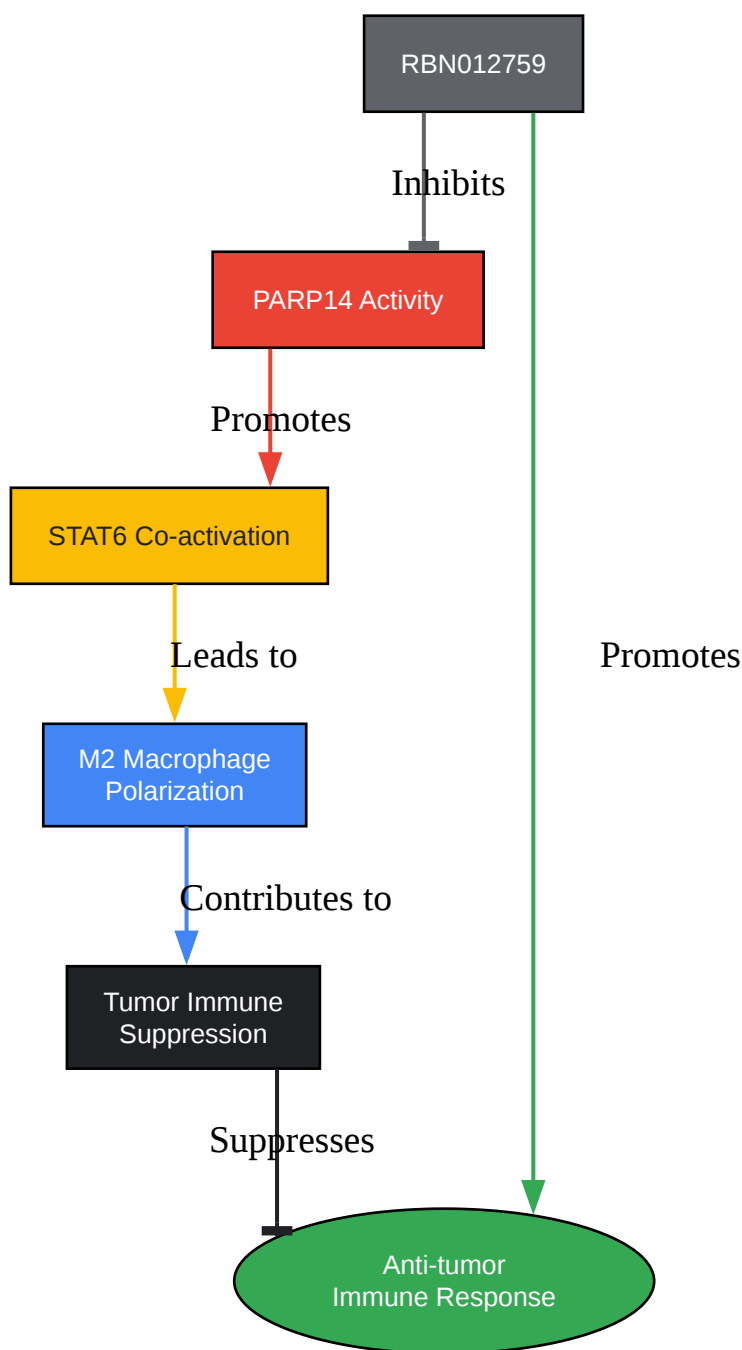 RBN012759
Inhibits
PARP14 Activity
Promotes
STAT6 Co-activation
Leads to
Promotes
M2 Macrophage
Polarization
Contributes to
Tumor Immune
Suppression
Suppresses
Anti-tumor
Immune Response